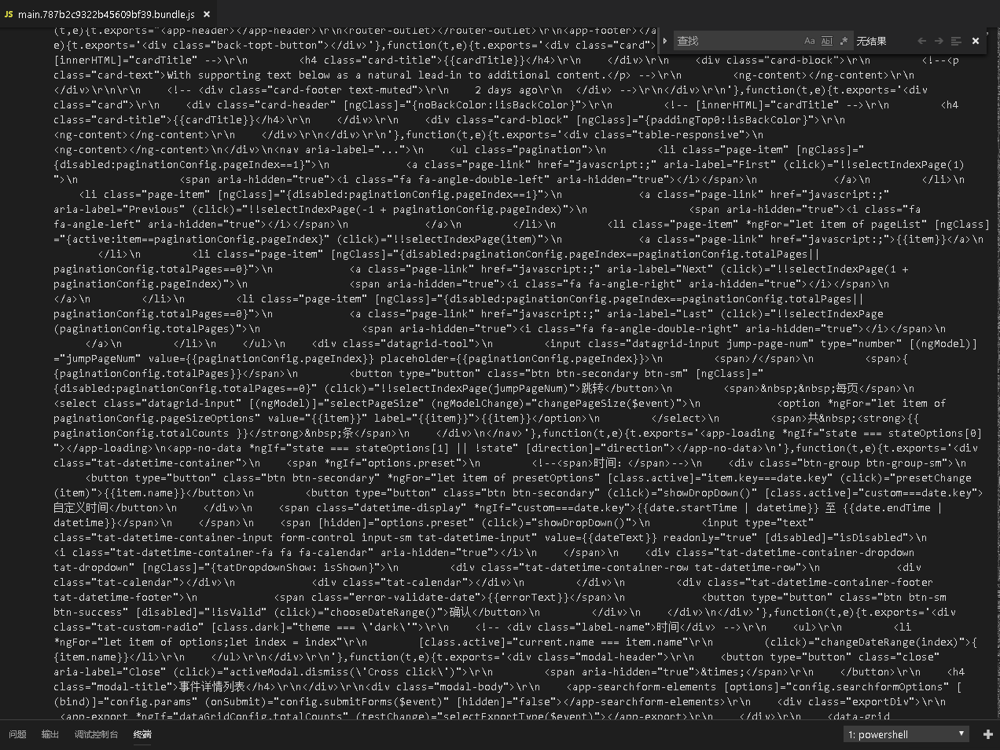 JS main.787b2c9322b45609bf39.bundle.js ×
(t,e){t.exports="<app-header></app-header>\r\n<router-outlet></router-outlet>\r\n<app-footer></a
e){t.exports='<div class="back-topt-button"></div>'},function(t,e){t.exports='<div class="card">
查找 Aa Abl .* 无结果
[innerHTML]="cardTitle" -->\r\n        <h4 class="card-title">{{cardTitle}}</h4>\r\n    </div>\r\n    <div class="card-block">\r\n        <!--<p
class="card-text">With supporting text below as a natural lead-in to additional content.</p> -->\r\n        <ng-content></ng-content>\r\n
</div>\r\n\r\n    <!-- <div class="card-footer text-muted">\r\n    2 days ago\r\n  </div> -->\r\n</div>\r\n\r\n'},function(t,e){t.exports='<div
class="card">\r\n    <div class="card-header" [ngClass]="{noBackColor:!isBackColor}">\r\n        <!-- [innerHTML]="cardTitle" -->\r\n        <h4
class="card-title">{{cardTitle}}</h4>\r\n    </div>\r\n    <div class="card-block" [ngClass]="{paddingTop0:!isBackColor}">\r\n
<ng-content></ng-content>\r\n    </div>\r\n</div>\r\n'},function(t,e){t.exports='<div class="table-responsive">\n
<ng-content></ng-content>\n</div>\n<nav aria-label="...">\n    <ul class="pagination">\n        <li class="page-item" [ngClass]="
{disabled:paginationConfig.pageIndex==1}">\n            <a class="page-link" href="javascript:;" aria-label="First" (click)="!!selectIndexPage(1)
">\n                <span aria-hidden="true"><i class="fa fa-angle-double-left" aria-hidden="true"></i></span>\n            </a>\n        </li>\n
    <li class="page-item" [ngClass]="{disabled:paginationConfig.pageIndex==1}">\n            <a class="page-link" href="javascript:;"
aria-label="Previous" (click)="!!selectIndexPage(-1 + paginationConfig.pageIndex)">\n                <span aria-hidden="true"><i class="fa
fa-angle-left" aria-hidden="true"></i></span>\n            </a>\n        </li>\n        <li class="page-item" *ngFor="let item of pageList" [ngClass]
="{active:item==paginationConfig.pageIndex}" (click)="!!selectIndexPage(item)">\n            <a class="page-link" href="javascript:;">{{item}}</a>\n
       </li>\n        <li class="page-item" [ngClass]="{disabled:paginationConfig.pageIndex==paginationConfig.totalPages||
paginationConfig.totalPages==0}">\n            <a class="page-link" href="javascript:;" aria-label="Next" (click)="!!selectIndexPage(1 +
paginationConfig.pageIndex)">\n                <span aria-hidden="true"><i class="fa fa-angle-right" aria-hidden="true"></i></span>\n
</a>\n        </li>\n        <li class="page-item" [ngClass]="{disabled:paginationConfig.pageIndex==paginationConfig.totalPages||
paginationConfig.totalPages==0}">\n            <a class="page-link" href="javascript:;" aria-label="Last" (click)="!!selectIndexPage
(paginationConfig.totalPages)">\n                <span aria-hidden="true"><i class="fa fa-angle-double-right" aria-hidden="true"></i></span>\n
     </a>\n        </li>\n    </ul>\n    <div class="datagrid-tool">\n        <input class="datagrid-input jump-page-num" type="number" [(ngModel)]
="jumpPageNum" value={{paginationConfig.pageIndex}} placeholder={{paginationConfig.pageIndex}}>\n        <span>/</span>\n        <span>{
{paginationConfig.totalPages}}</span>\n        <button type="button" class="btn btn-secondary btn-sm" [ngClass]="
{disabled:paginationConfig.totalPages==0}" (click)="!!selectIndexPage(jumpPageNum)">跳转</button>\n        <span>&nbsp;&nbsp;每页</span>\n
<select class="datagrid-input" [(ngModel)]="selectPageSize" (ngModelChange)="changePageSize($event)">\n            <option *ngFor="let item of
paginationConfig.pageSizeOptions" value="{{item}}" label="{{item}}">{{item}}</option>\n        </select>\n        <span>共&nbsp;<strong>{{
paginationConfig.totalCounts }}</strong>&nbsp;条</span>\n    </div>\n</nav>'},function(t,e){t.exports='<app-loading *ngIf="state === stateOptions[0]
"></app-loading>\n<app-no-data *ngIf="state === stateOptions[1] || !state" [direction]="direction"></app-no-data>\n'},function(t,e){t.exports='<div
class="tat-datetime-container">\n    <span *ngIf="options.preset">\n        <!--<span>时间：</span>-->\n    <div class="btn-group btn-group-sm">\n
     <button type="button" class="btn btn-secondary" *ngFor="let item of presetOptions" [class.active]="item.key===date.key" (click)="presetChange
(item)">{{item.name}}</button>\n        <button type="button" class="btn btn-secondary" (click)="showDropDown()" [class.active]="custom===date.key">
自定义时间</button>\n    </div>\n    <span class="datetime-display" *ngIf="custom===date.key">{{date.startTime | datetime}} 至 {{date.endTime |
datetime}}</span>\n    </span>\n    <span [hidden]="options.preset" (click)="showDropDown()">\n        <input type="text"
class="tat-datetime-container-input form-control input-sm tat-datetime-input" value={{dateText}} readonly="true" [disabled]="isDisabled">\n
<i class="tat-datetime-container-fa fa fa-calendar" aria-hidden="true"></i>\n    </span>\n    <div class="tat-datetime-container-dropdown
tat-dropdown" [ngClass]="{tatDropdownShow: isShown}">\n        <div class="tat-datetime-container-row tat-datetime-row">\n            <div
class="tat-calendar"></div>\n            <div class="tat-calendar"></div>\n        </div>\n        <div class="tat-datetime-container-footer
tat-datetime-footer">\n            <span class="error-validate-date">{{errorText}}</span>\n            <button type="button" class="btn btn-sm
btn-success" [disabled]="!isValid" (click)="chooseDateRange()">确认</button>\n        </div>\n    </div>\n</div>'},function(t,e){t.exports='<div
class="tat-custom-radio" [class.dark]="theme === \'dark\'">\r\n    <!-- <div class="label-name">时间</div> -->\r\n    <ul>\r\n      <li
*ngFor="let item of options;let index = index"\r\n        [class.active]="current.name === item.name"\r\n        (click)="changeDateRange(index)">{
{item.name}}</li>\r\n    </ul>\r\n</div>\r\n'},function(t,e){t.exports='<div class="modal-header">\r\n    <button type="button" class="close"
aria-label="Close" (click)="activeModal.dismiss(\'Cross click\')">\r\n        <span aria-hidden="true">&times;</span>\r\n    </button>\r\n    <h4
class="modal-title">事件详情列表</h4>\r\n</div>\r\n<div class="modal-body">\r\n    <app-searchform-elements [options]="config.searchformOptions" [
(bind)]="config.params" (onSubmit)="config.submitForms($event)" [hidden]="false"></app-searchform-elements>\r\n    <div class="exportDiv">\r\n
 <app-export *ngIf="dataGridConfig.totalCounts" (testChange)="selectExportType($event)"></app-export>\r\n    </div>\r\n    <data-grid
问题 输出 调试控制台 终端 1: powershell